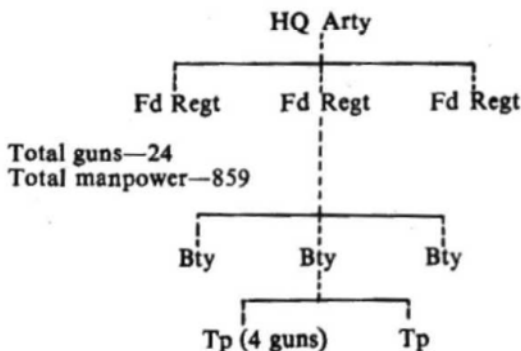 HQ Arty
Fd Regt Fd Regt Fd Regt
Total guns—24
Total manpower—859
Bty Bty Bty
Tp (4 guns) Tp